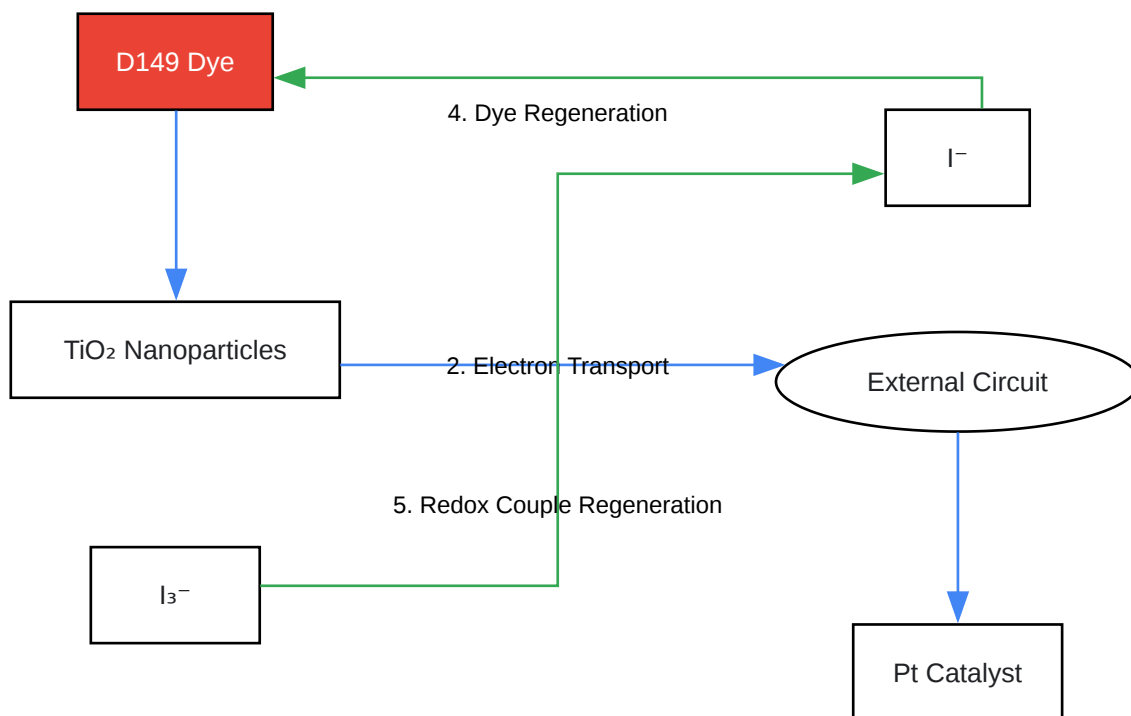 D149 Dye
4. Dye Regeneration
I⁻
TiO₂ Nanoparticles
2. Electron Transport
External Circuit
5. Redox Couple Regeneration
I₃⁻
Pt Catalyst